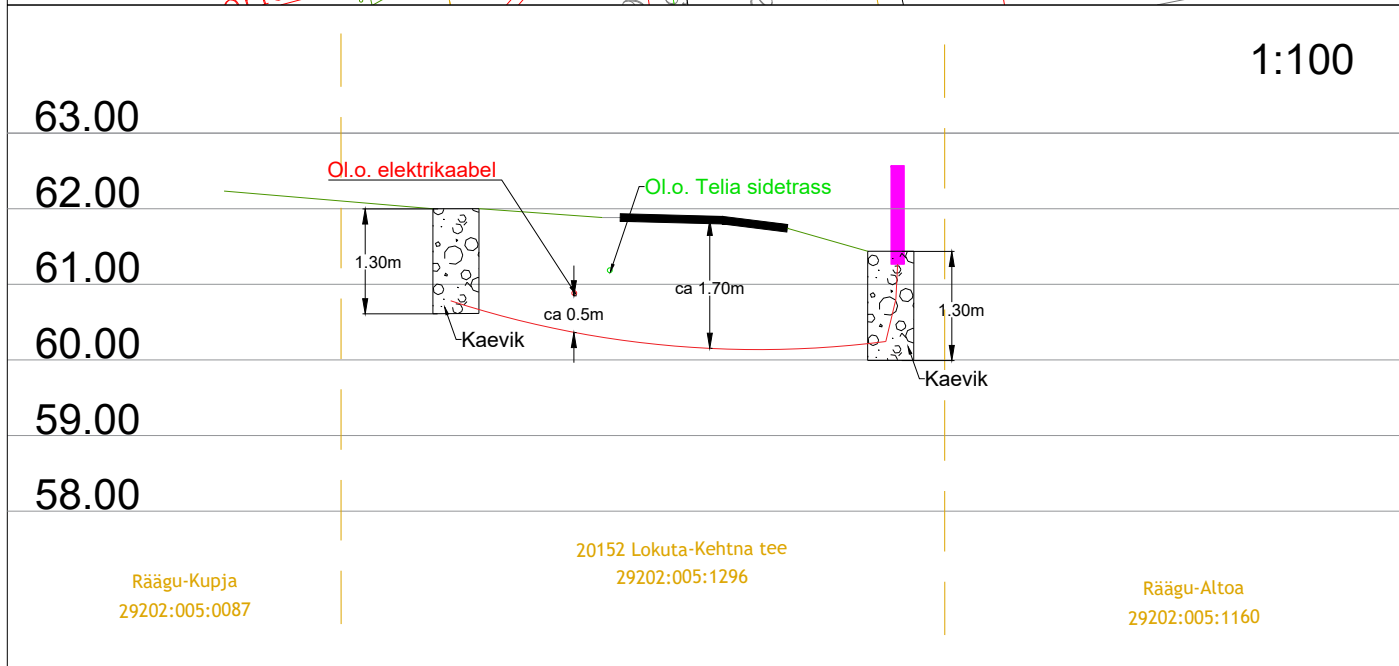 1:100
63.00
62.00
61.00
60.00
59.00
58.00
Ol.o. elektrikaabel
Ol.o. Telia sidetrass
1.30m
ca 0.5m
ca 1.70m
1.30m
Kaevik
Kaevik
Räägu-Kupja
29202:005:0087
20152 Lokuta-Kehtna tee
29202:005:1296
Räägu-Altoa
29202:005:1160